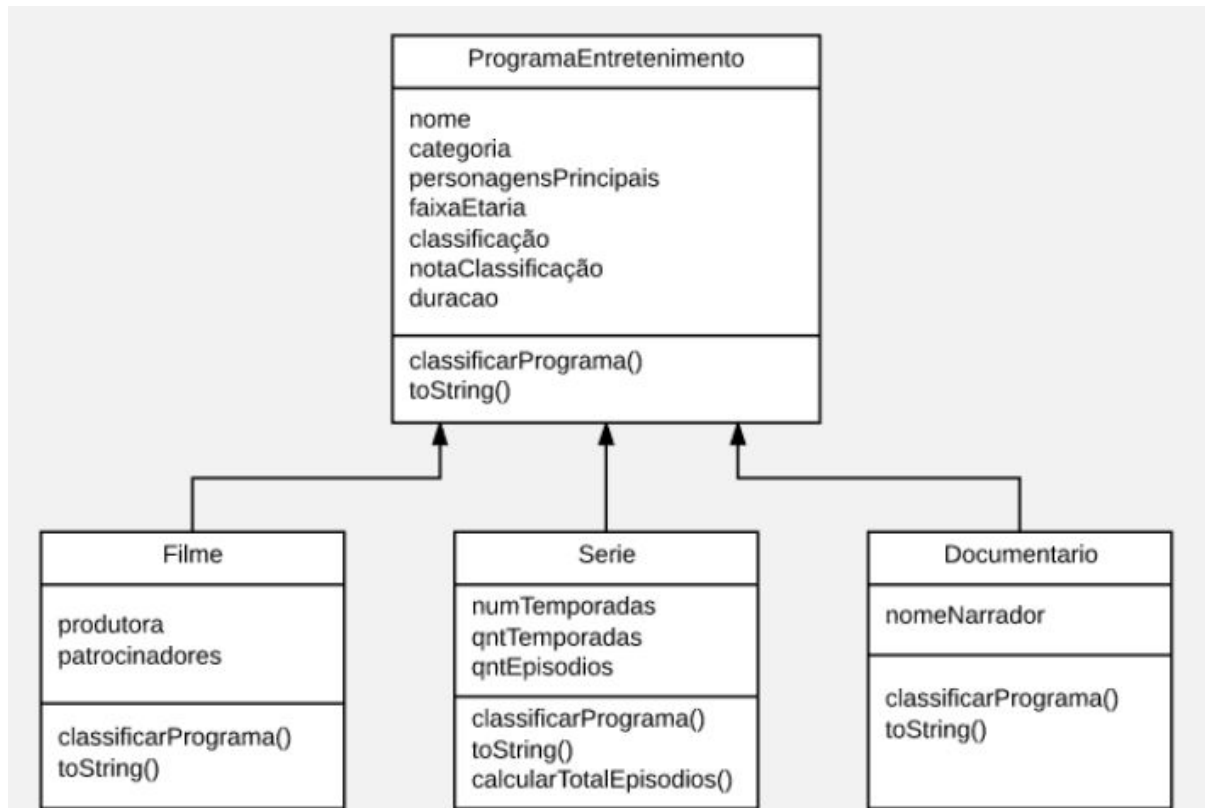 ProgramaEntretenimento
nome
categoria
personagensPrincipais
faixaEtaria
classificação
notaClassificação
duracao
classificarPrograma()
toString()
Filme
produtora
patrocinadores
classificarPrograma()
toString()
Serie
numTemporadas
qntTemporadas
qntEpisodios
classificarPrograma()
toString()
calcularTotalEpisodios()
Documentario
nomeNarrador
classificarPrograma()
toString()